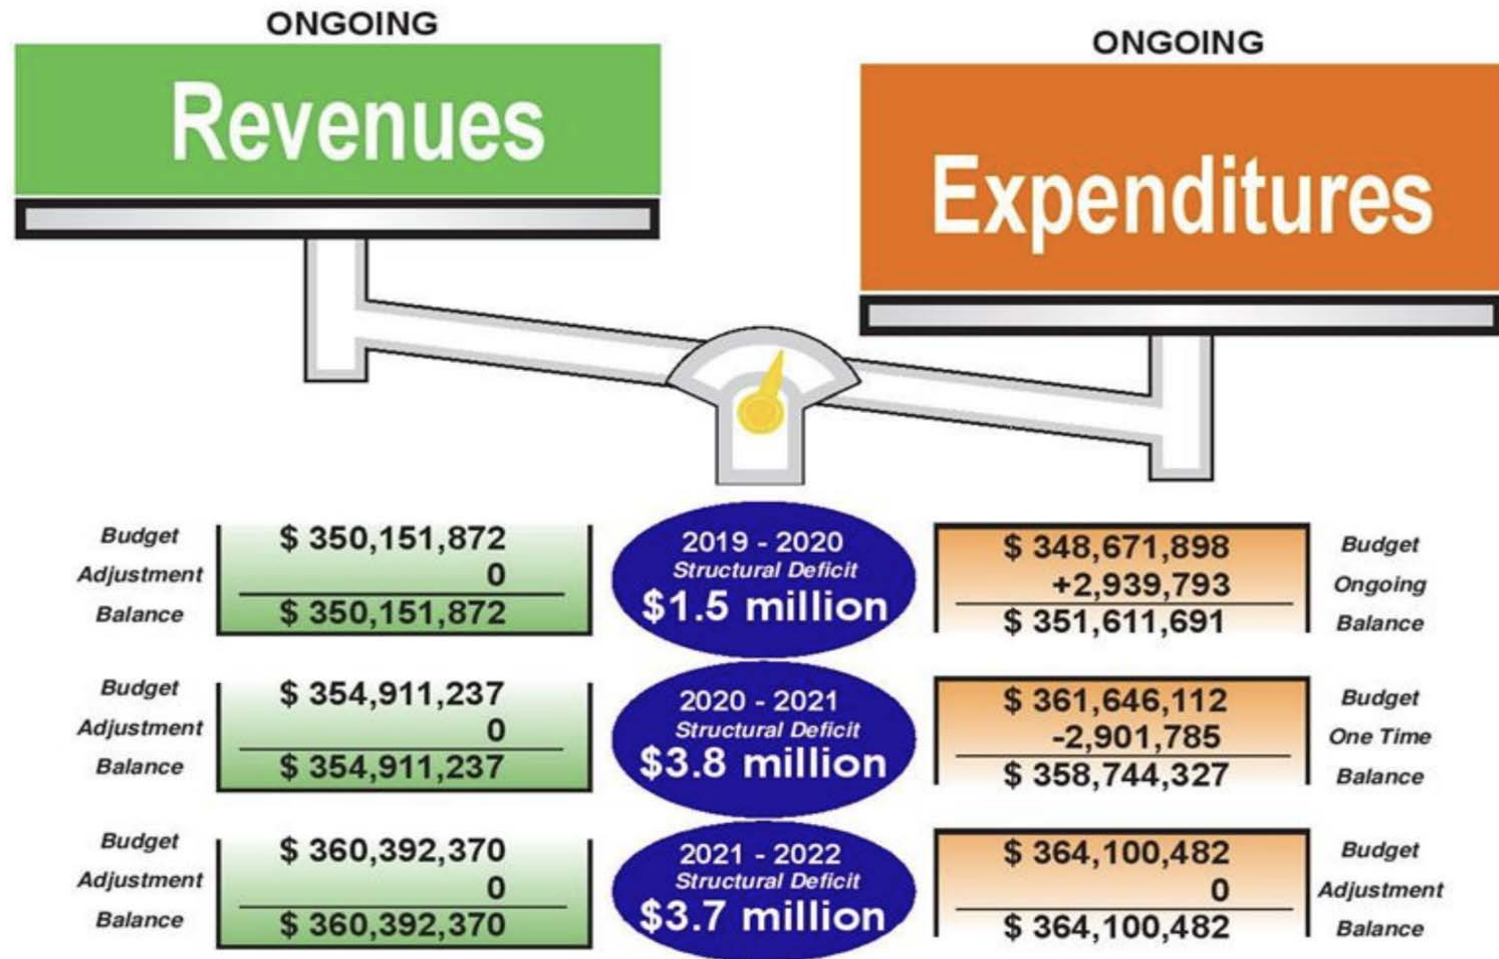 ONGOING
Revenues
ONGOING
Expenditures
Budget $ 350,151,872
Adjustment 0
Balance $ 350,151,872
2019 - 2020
Structural Deficit
$1.5 million
$ 348,671,898 Budget
+2,939,793 Ongoing
$ 351,611,691 Balance
Budget $ 354,911,237
Adjustment 0
Balance $ 354,911,237
2020 - 2021
Structural Deficit
$3.8 million
$ 361,646,112 Budget
-2,901,785 One Time
$ 358,744,327 Balance
Budget $ 360,392,370
Adjustment 0
Balance $ 360,392,370
2021 - 2022
Structural Deficit
$3.7 million
$ 364,100,482 Budget
0 Adjustment
$ 364,100,482 Balance